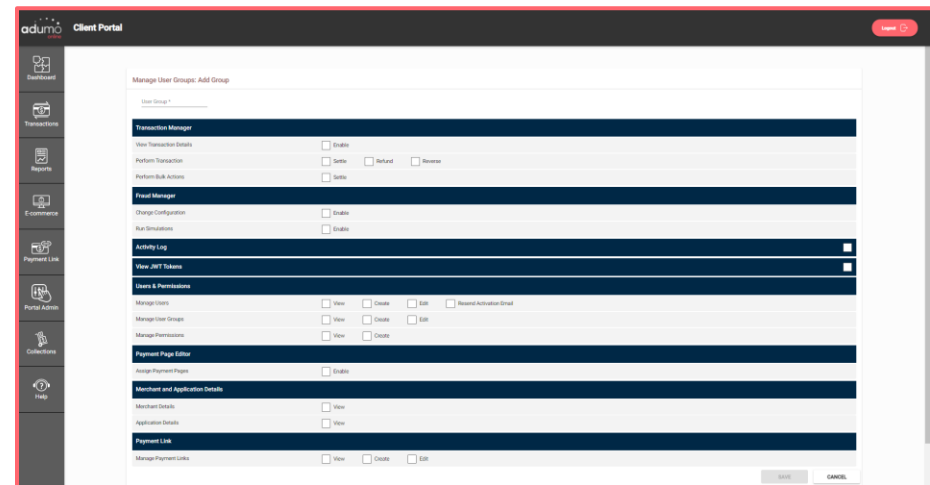 adumo
online
Client Portal
Logout
Dashboard
Transactions
Reports
E-commerce
Payment Link
Portal Admin
Collections
Help
Manage User Groups: Add Group
User Group *
Transaction Manager
View Transaction Details Enable
Perform Transaction Settle Refund Reverse
Perform Bulk Actions Settle
Fraud Manager
Change Configuration Enable
Run Simulations Enable
Activity Log
View JWT Tokens
Users & Permissions
Manage Users View Create Edit Resend Activation Email
Manage User Groups View Create Edit
Manage Permissions View Create
Payment Page Editor
Assign Payment Pages Enable
Merchant and Application Details
Merchant Details View
Application Details View
Payment Link
Manage Payment Links View Create Edit
SAVE CANCEL